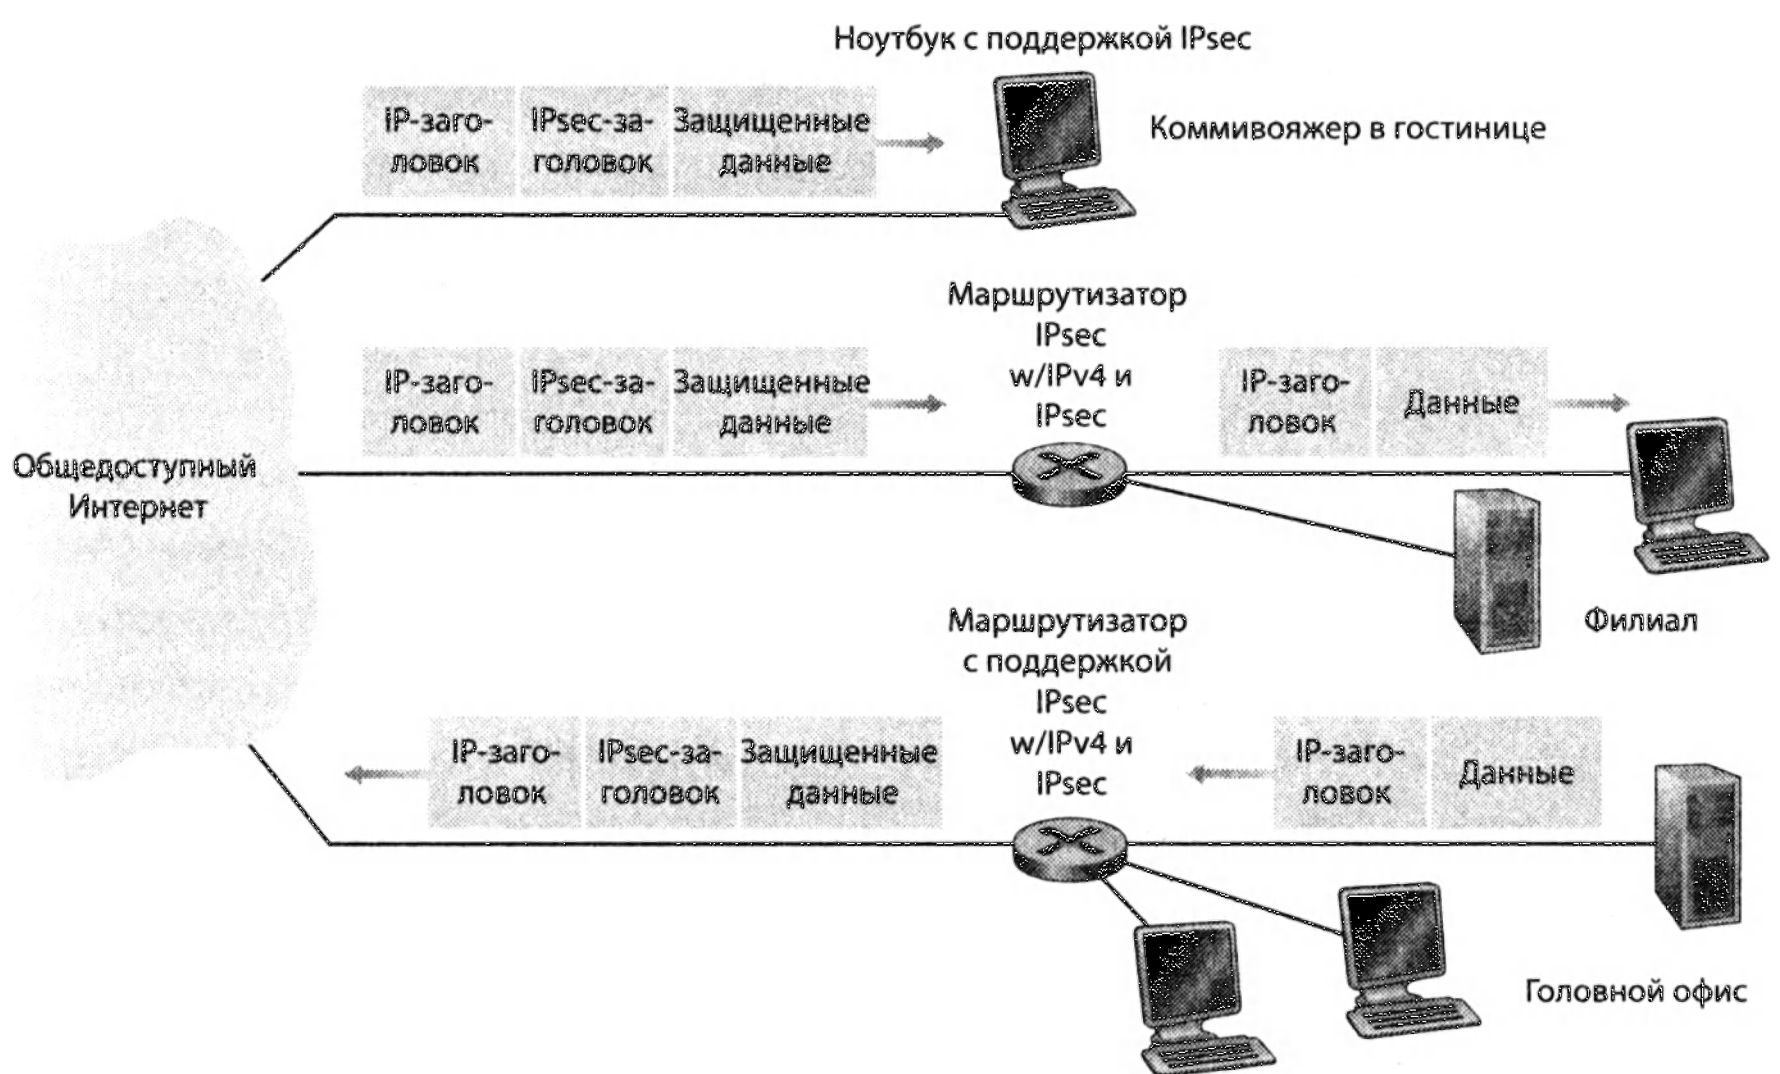 Ноутбук с поддержкой IPsec
IP-заго-
ловок
IPsec-за-
головок
Защищенные
данные
Коммивояжер в гостинице
Маршрутизатор
IPsec
w/IPv4 и
IPsec
IP-заго-
ловок
IPsec-за-
головок
Защищенные
данные
IP-заго-
ловок
Данные
Общедоступный
Интернет
Филиал
Маршрутизатор
с поддержкой
IPsec
w/IPv4 и
IPsec
IP-заго-
ловок
IPsec-за-
головок
Защищенные
данные
IP-заго-
ловок
Данные
Головной офис